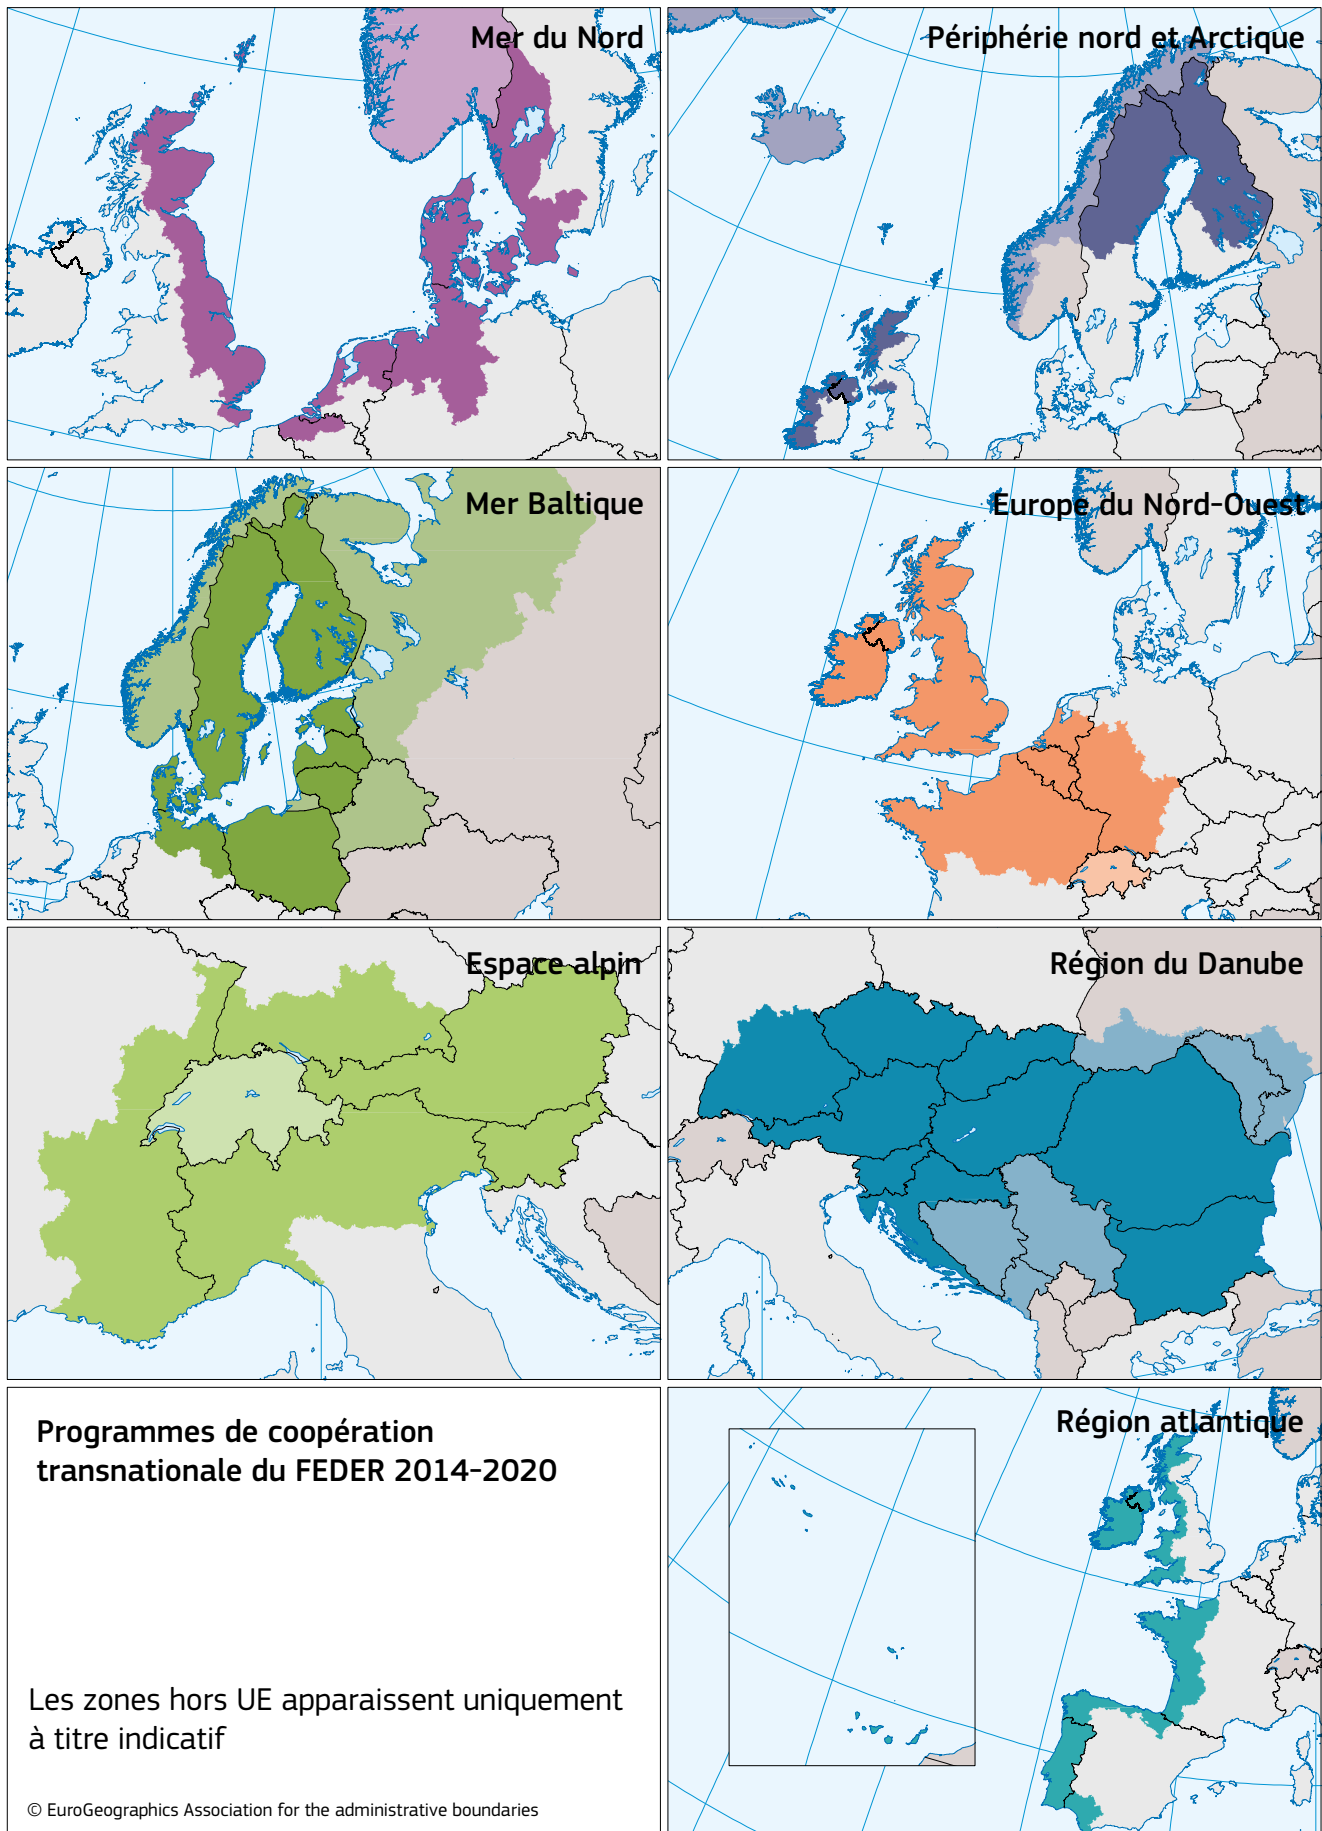 Mer du Nord
Périphérie nord et Arctique
Mer Baltique
Europe du Nord-Ouest
Espace alpin
Région du Danube
Programmes de coopération
transnationale du FEDER 2014-2020
Région atlantique
Les zones hors UE apparaissent uniquement
à titre indicatif
© EuroGeographics Association for the administrative boundaries